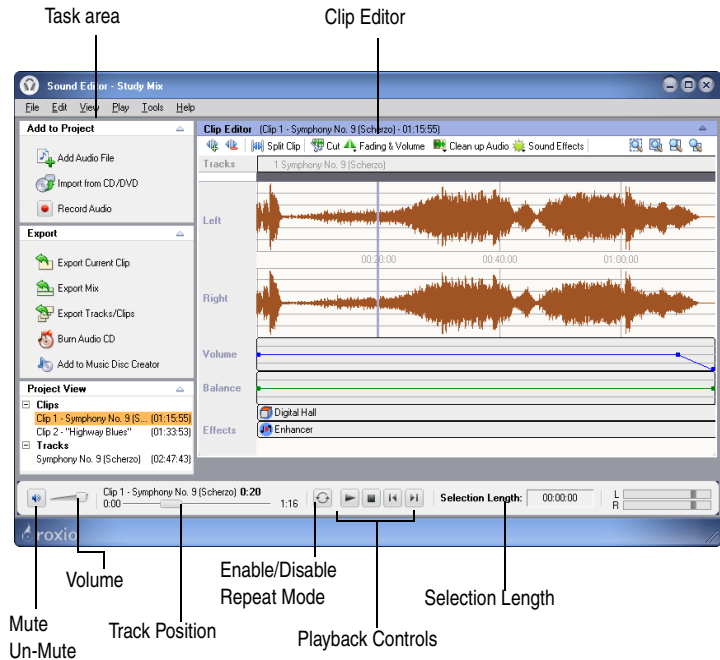 Task area
Clip Editor
Sound Editor - Study Mix
File Edit View Play Tools Help
Add to Project
Add Audio File
Import from CD/DVD
Record Audio
Export
Export Current Clip
Export Mix
Export Tracks/Clips
Burn Audio CD
Add to Music Disc Creator
Project View
Clips
Clip 1 - Symphony No. 9 (S... (01:15:55)
Clip 2 - "Highway Blues" (01:33:53)
Tracks
Symphony No. 9 (Scherzo) (02:47:43)
Clip Editor (Clip 1 - Symphony No. 9 (Scherzo) - 01:15:55)
Split Clip Cut Fading & Volume Clean up Audio Sound Effects
Tracks 1 Symphony No. 9 (Scherzo)
Left
00:20:00 00:40:00 01:00:00
Right
Volume
Balance
Digital Hall
Effects Enhancer
Clip 1 - Symphony No. 9 (Scherzo) 0:20
0:00 1:16
Selection Length: 00:00:00
L
R
roxio
Volume
Enable/Disable
Repeat Mode
Selection Length
Mute
Un-Mute
Track Position
Playback Controls